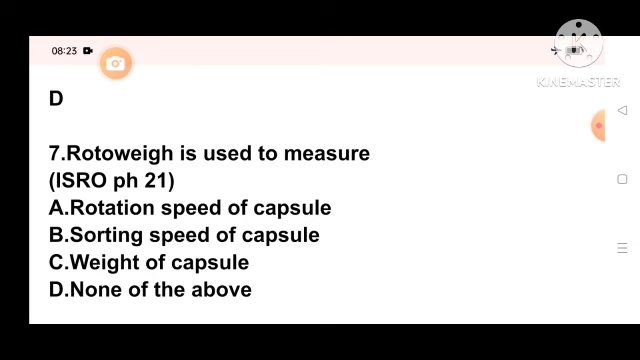 08:23
KINEMASTER
D
7.Rotoweigh is used to measure
(ISRO ph 21)
A.Rotation speed of capsule
B.Sorting speed of capsule
C.Weight of capsule
D.None of the above